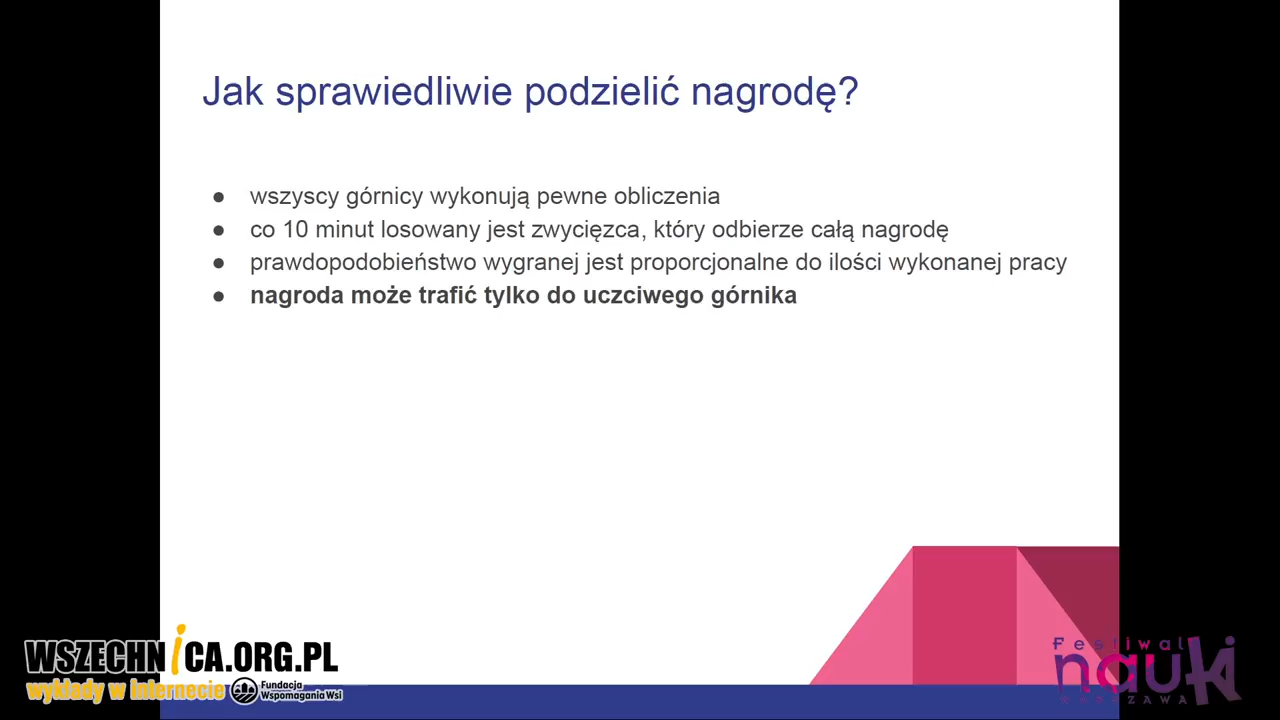 Jak sprawiedliwie podzielić nagrodę?
● wszyscy górnicy wykonują pewne obliczenia
● co 10 minut losowany jest zwycięzca, który odbierze całą nagrodę
● prawdopodobieństwo wygranej jest proporcjonalne do ilości wykonanej pracy
● nagroda może trafić tylko do uczciwego górnika
WSZECHNiCA.ORG.PL
wykłady w internecie
Fundacja
Wspomagania Wsi
Festiwal
nauki
WARSZAWA